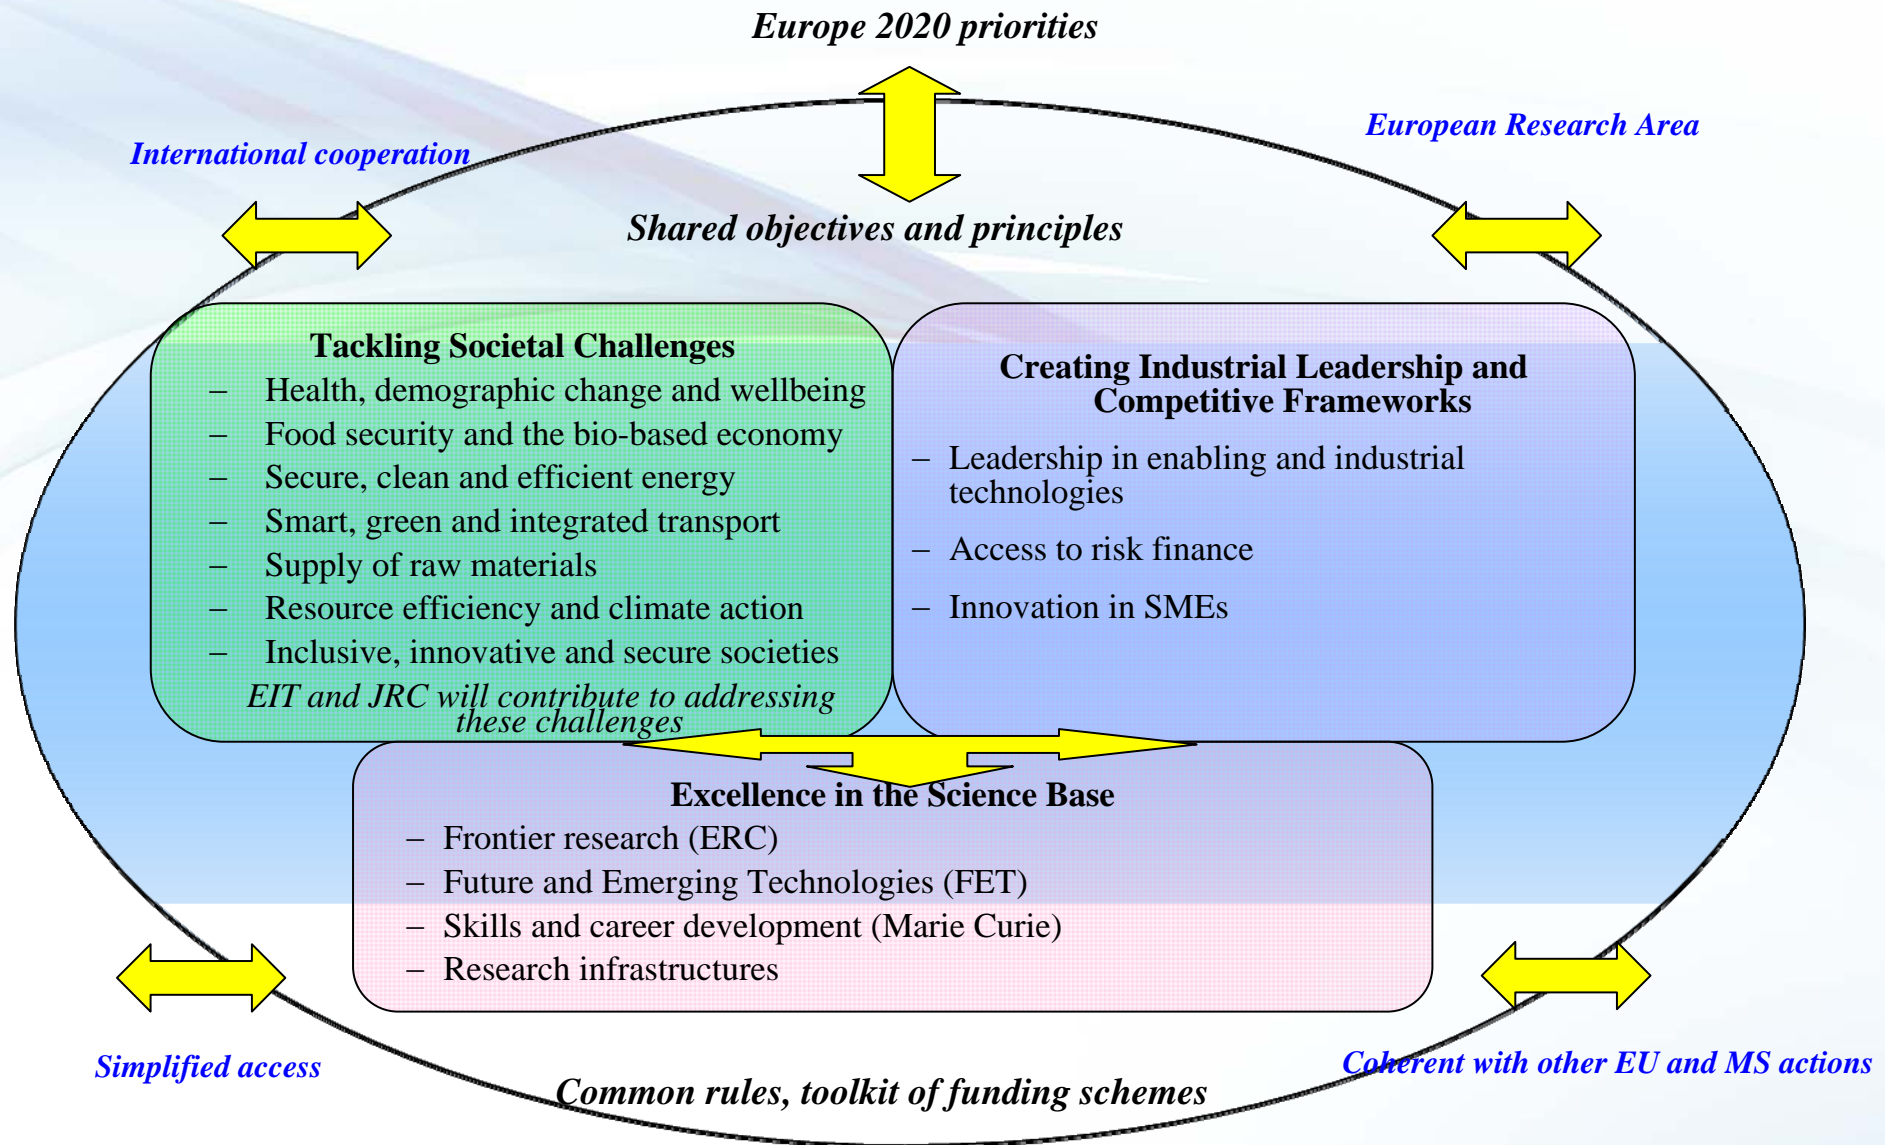 Europe 2020 priorities
International cooperation
European Research Area
Shared objectives and principles
Tackling Societal Challenges
– Health, demographic change and wellbeing
– Food security and the bio-based economy
– Secure, clean and efficient energy
– Smart, green and integrated transport
– Supply of raw materials
– Resource efficiency and climate action
– Inclusive, innovative and secure societies
EIT and JRC will contribute to addressing
these challenges
Creating Industrial Leadership and
Competitive Frameworks
– Leadership in enabling and industrial
technologies
– Access to risk finance
– Innovation in SMEs
Excellence in the Science Base
– Frontier research (ERC)
– Future and Emerging Technologies (FET)
– Skills and career development (Marie Curie)
– Research infrastructures
Simplified access
Coherent with other EU and MS actions
Common rules, toolkit of funding schemes